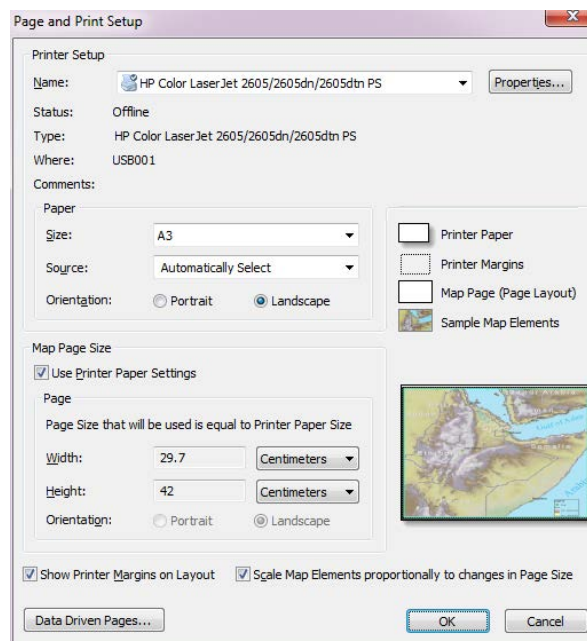 Page and Print Setup
Printer Setup
Name: HP Color LaserJet 2605/2605dn/2605dtn PS Properties...
Status: Offline
Type: HP Color LaserJet 2605/2605dn/2605dtn PS
Where: USB001
Comments:
Paper
Size: A3
Source: Automatically Select
Orientation: Portrait Landscape
Printer Paper
Printer Margins
Map Page (Page Layout)
Sample Map Elements
Map Page Size
Use Printer Paper Settings
Page
Page Size that will be used is equal to Printer Paper Size
Width: 29.7 Centimeters
Height: 42 Centimeters
Orientation: Portrait Landscape
Gulf of Aden
Show Printer Margins on Layout Scale Map Elements proportionally to changes in Page Size
Data Driven Pages... OK Cancel